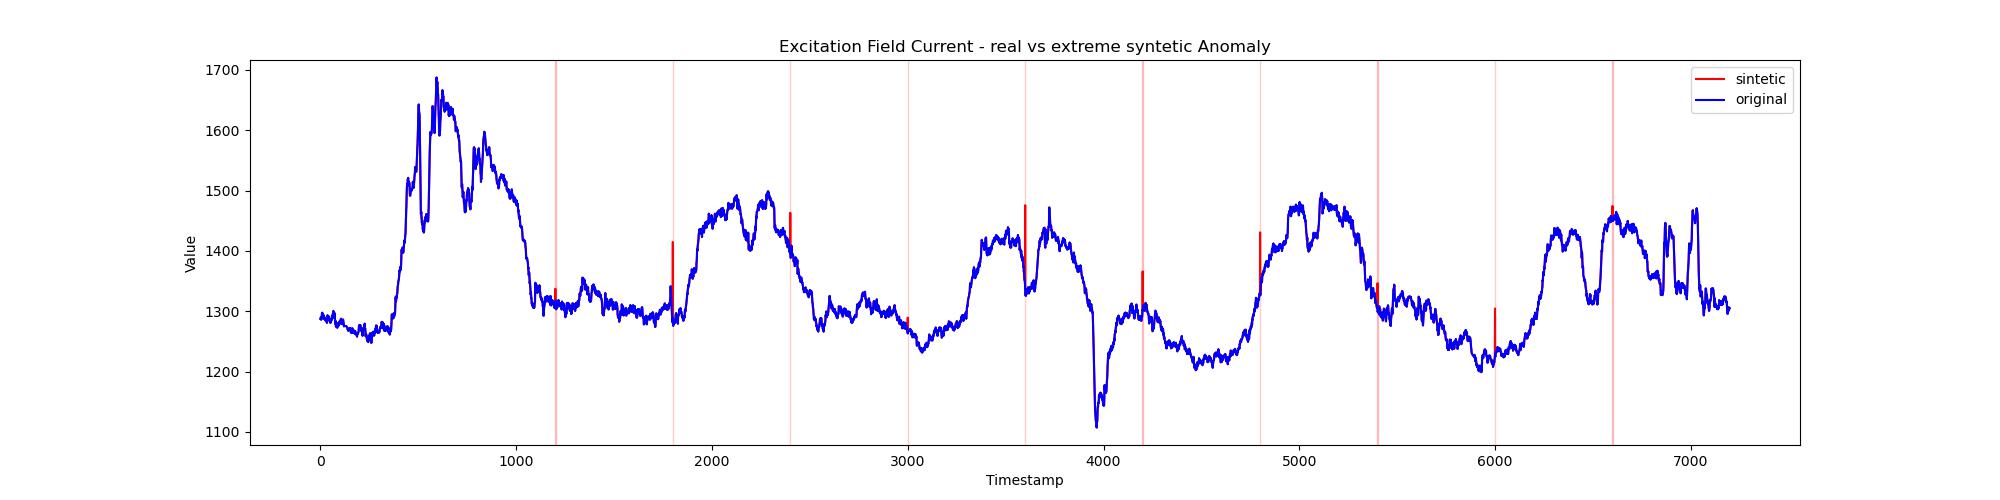 Excitation Field Current - real vs extreme syntetic Anomaly
1700
1600
1500
1400
1300
1200
1100
Value
sintetic
original
0 1000 2000 3000 4000 5000 6000 7000
Timestamp